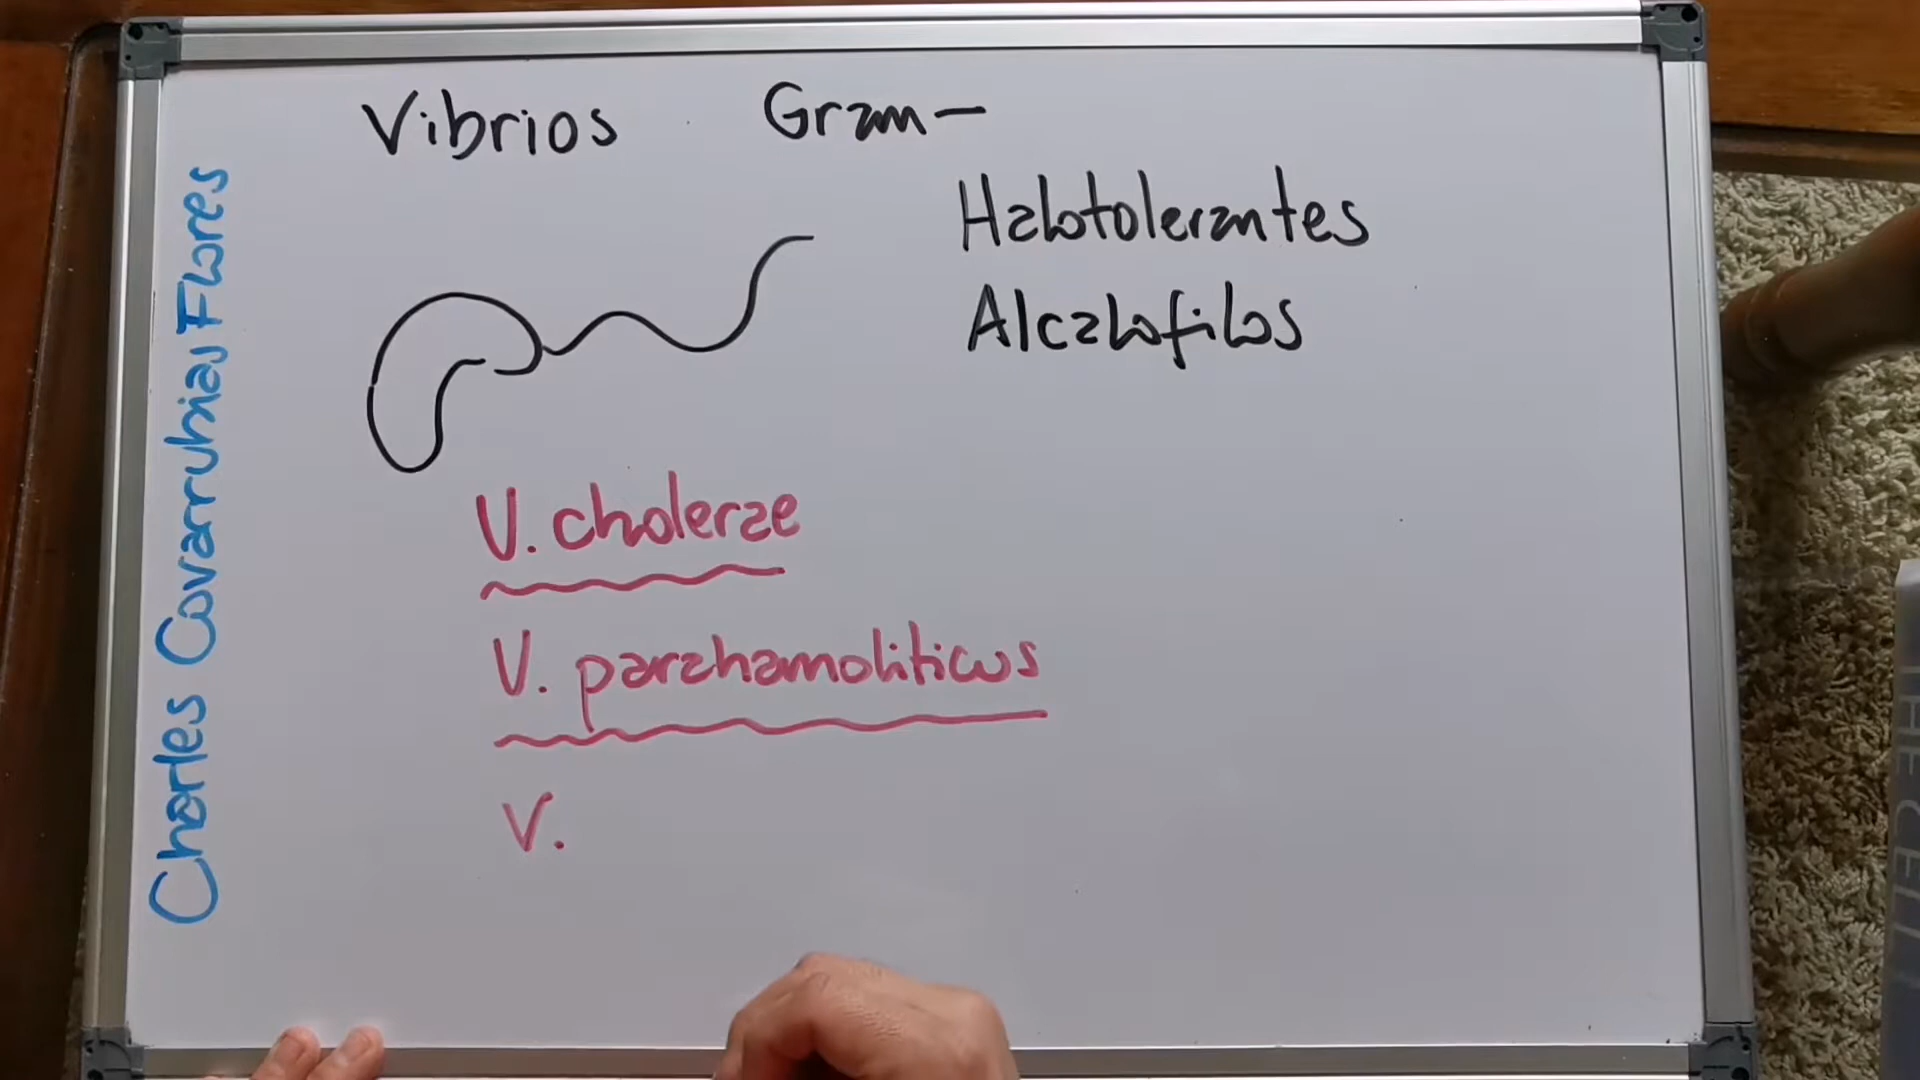 Vibrios Gram -
Halotolerantes
Alcalofilos
V. cholerae
V. parahamoliticus
V.
Charles Covarrubias Flores